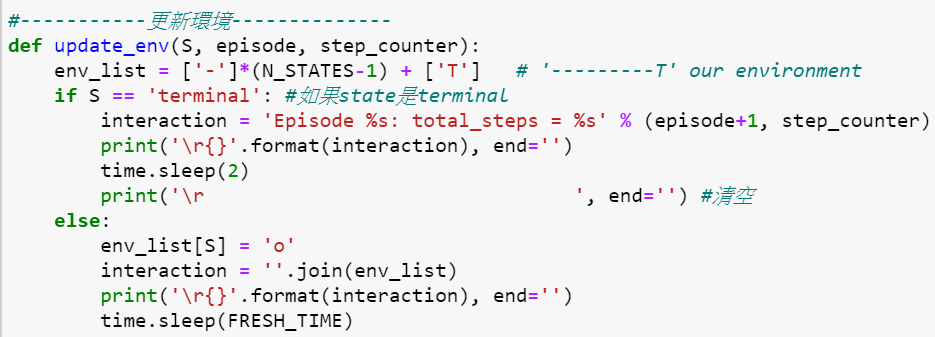 #-----------更新環境--------------
def update_env(S, episode, step_counter):
    env_list = ['-']*(N_STATES-1) + ['T']   # '---------T' our environment
    if S == 'terminal': #如果state是terminal
        interaction = 'Episode %s: total_steps = %s' % (episode+1, step_counter)
        print('\r{}'.format(interaction), end='')
        time.sleep(2)
        print('\r                                ', end='') #清空
    else:
        env_list[S] = 'o'
        interaction = ''.join(env_list)
        print('\r{}'.format(interaction), end='')
        time.sleep(FRESH_TIME)